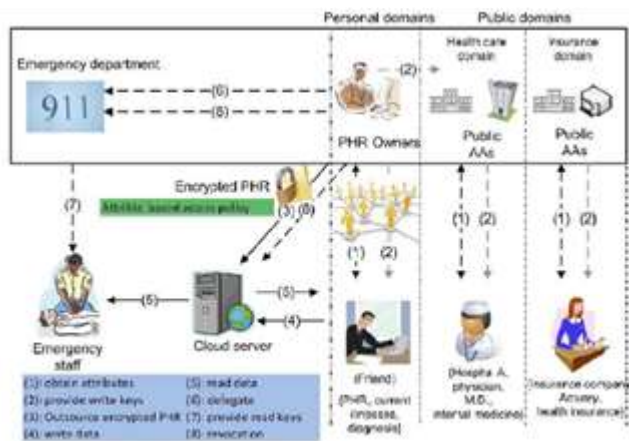 Personal domains
Public domains
Emergency department
Health care
domain
Insurance
domain
911
(6)
(8)
(2)
PHR Owners
Public
AAs
Public
AAs
Encrypted PHR
Attribute based access policy
(7)
(3)
(1)
(2)
(1)
(2)
(1)
(2)
(5)
(5)
(4)
Emergency
staff
Cloud server
(Friend)
(PHR, current
diagnosis)
(Hospital A,
physician,
M.D.,
internal medicine)
(Insurance company
health insurance)
(1): obtain attributes
(2): provide write keys
(3): Outsource encrypted PHR
(4): write data
(5): read data
(6): delegate
(7): provide read keys
(8): revocation